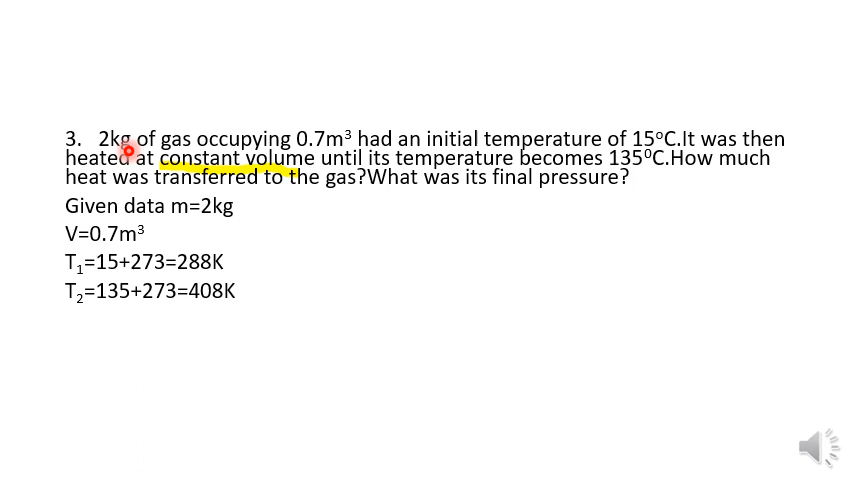 3. 2kg of gas occupying 0.7m³ had an initial temperature of 15ᵒC.It was then
heated at constant volume until its temperature becomes 135⁰C.How much
heat was transferred to the gas?What was its final pressure?
Given data m=2kg
V=0.7m³
T₁=15+273=288K
T₂=135+273=408K